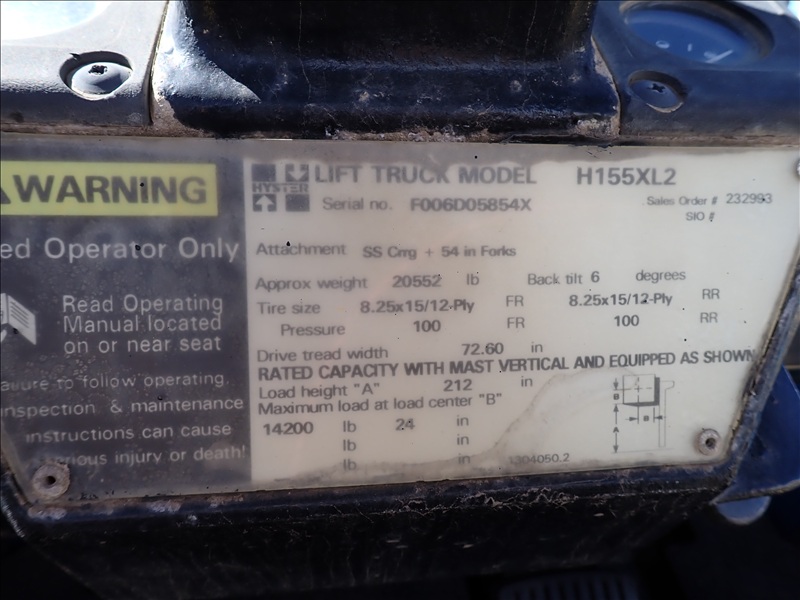 WARNING
ed Operator Only
Read Operating
Manual located
on or near seat
to follow operating,
inspection & maintenance
instructions can cause
injury or death!
HYSTER
LIFT TRUCK MODEL H155XL2
Serial no. F006D05854X Sales Order # 232993
SIO #
Attachment SS Crrg + 54 in Forks
Approx weight 20552 lb Back tilt 6 degrees
Tire size 8.25x15/12-Ply FR 8.25x15/12-Ply RR
Pressure 100 FR 100 RR
Drive tread width 72.60 in
RATED CAPACITY WITH MAST VERTICAL AND EQUIPPED AS SHOWN
Load height "A" 212 in
Maximum load at load center "B"
14200 lb 24 in
lb in
lb in
B
B
A
1304050.2